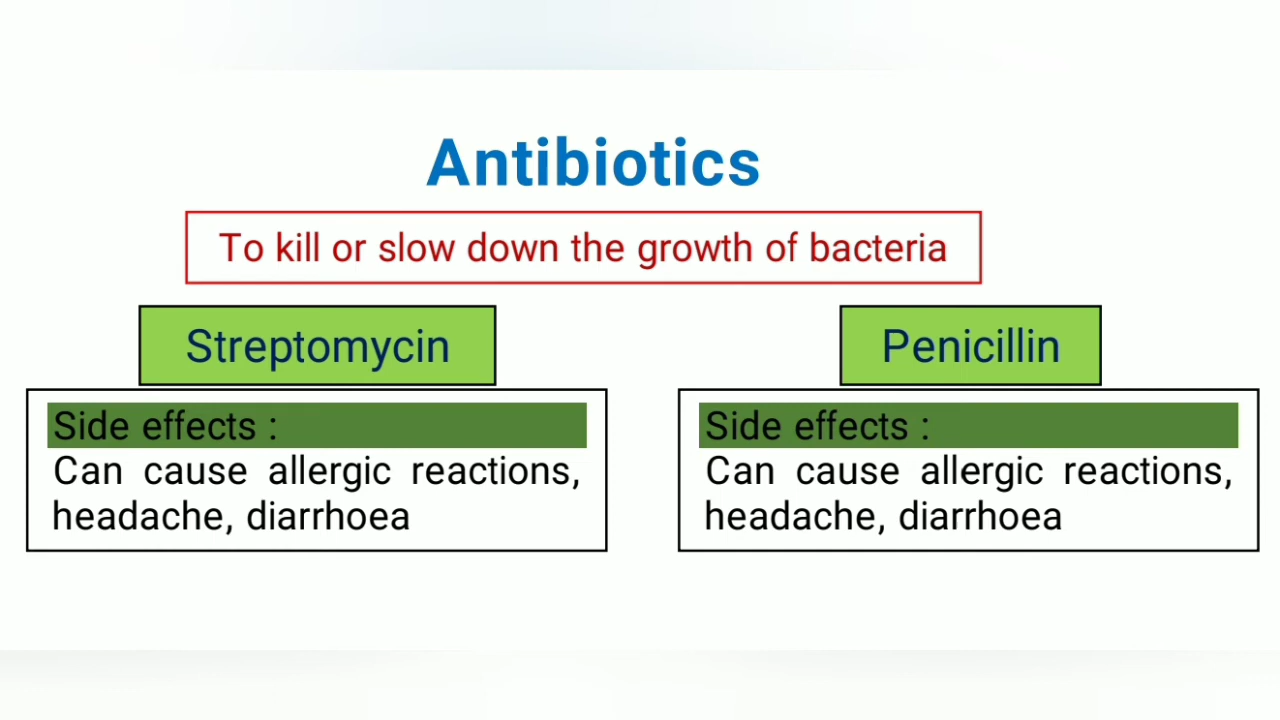 Antibiotics
To kill or slow down the growth of bacteria
Streptomycin
Side effects :
Can cause allergic reactions,
headache, diarrhoea
Penicillin
Side effects :
Can cause allergic reactions,
headache, diarrhoea